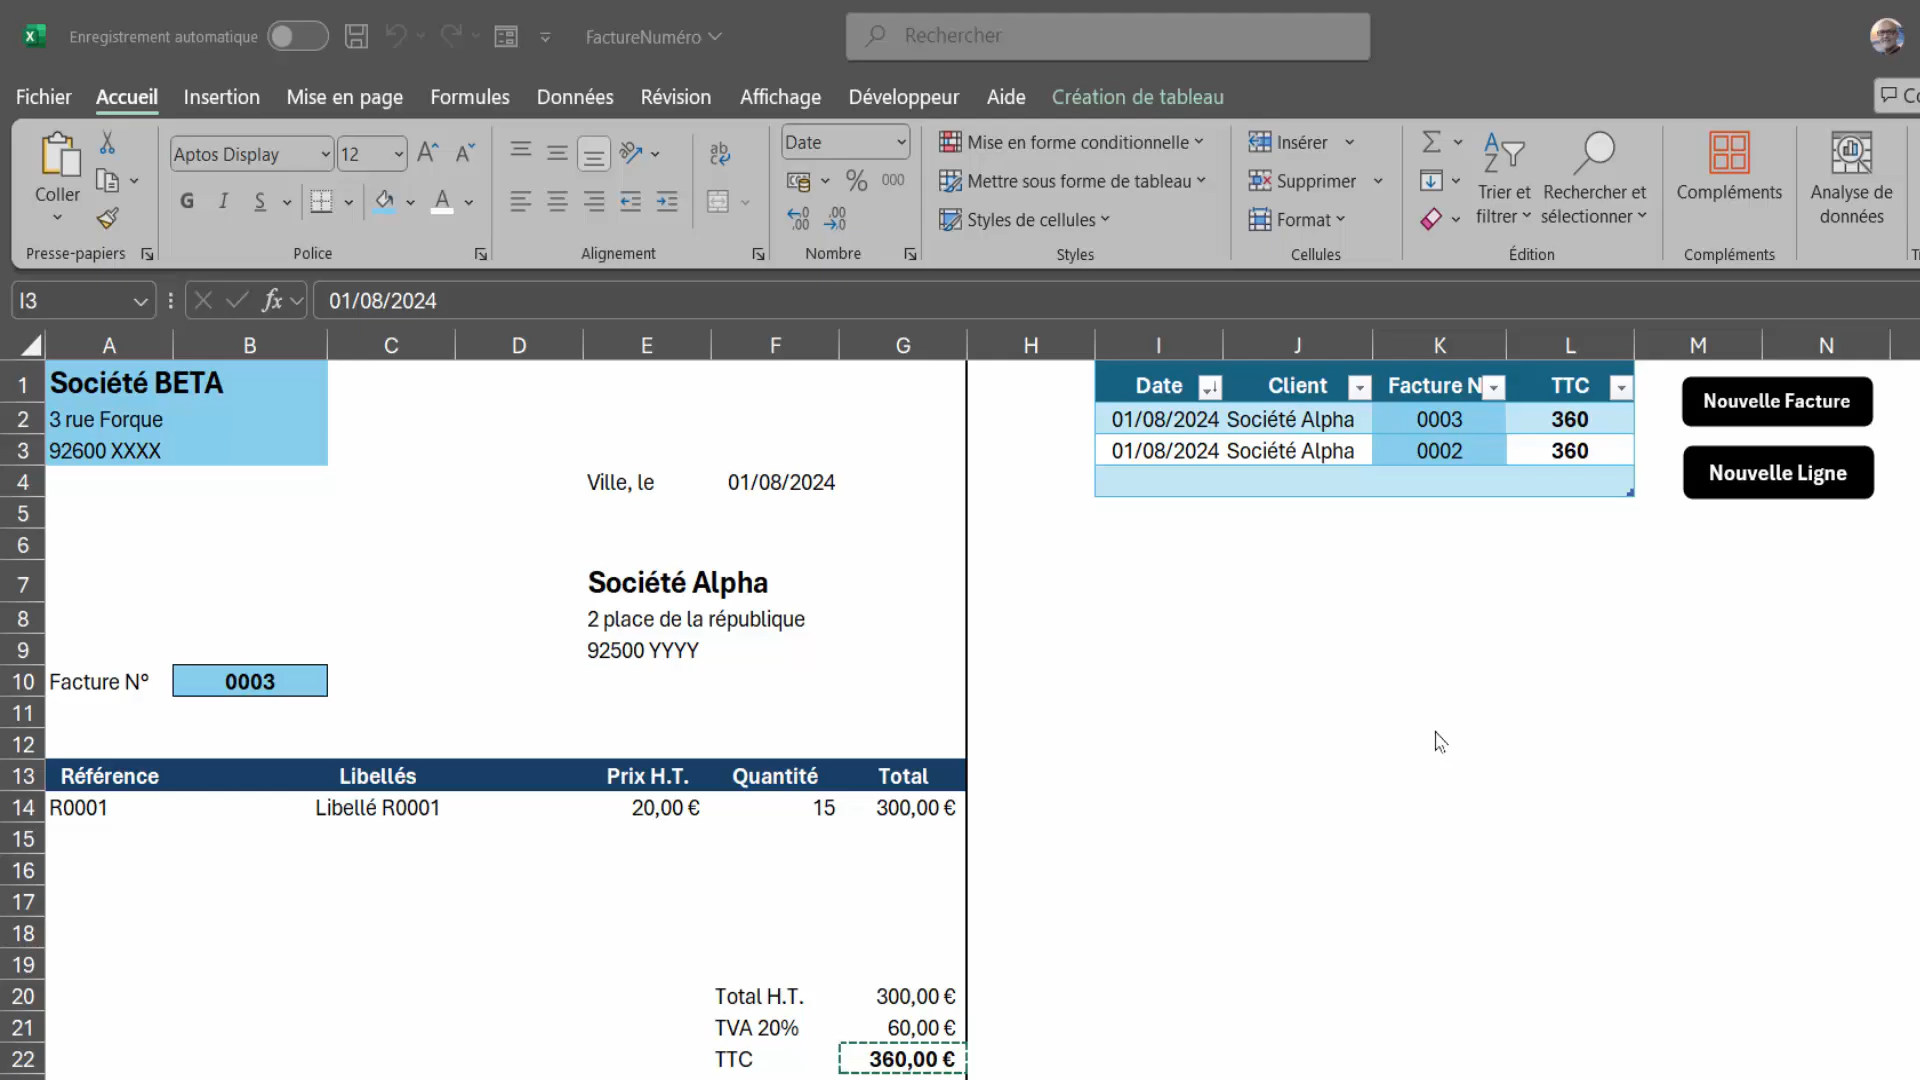 Enregistrement automatique
FactureNuméro
Rechercher
Fichier Accueil Insertion Mise en page Formules Données Révision Affichage Développeur Aide Création de tableau
Coller
Presse-papiers
Aptos Display 12
G I S
Police
Alignement
Date
% 000
Nombre
Mise en forme conditionnelle
Mettre sous forme de tableau
Styles de cellules
Styles
Insérer
Supprimer
Format
Cellules
Trier et filtrer
Rechercher et sélectionner
Édition
Compléments
Compléments
Analyse de données
I3 fx 01/08/2024
A B C D E F G H I J K L M N
1 Société BETA Date Client Facture N TTC Nouvelle Facture
2 3 rue Forque 01/08/2024 Société Alpha 0003 360
3 92600 XXXX 01/08/2024 Société Alpha 0002 360 Nouvelle Ligne
4 Ville, le 01/08/2024
5
6
7 Société Alpha
8 2 place de la république
9 92500 YYYY
10 Facture N° 0003
11
12
13 Référence Libellés Prix H.T. Quantité Total
14 R0001 Libellé R0001 20,00 € 15 300,00 €
15
16
17
18
19
20 Total H.T. 300,00 €
21 TVA 20% 60,00 €
22 TTC 360,00 €